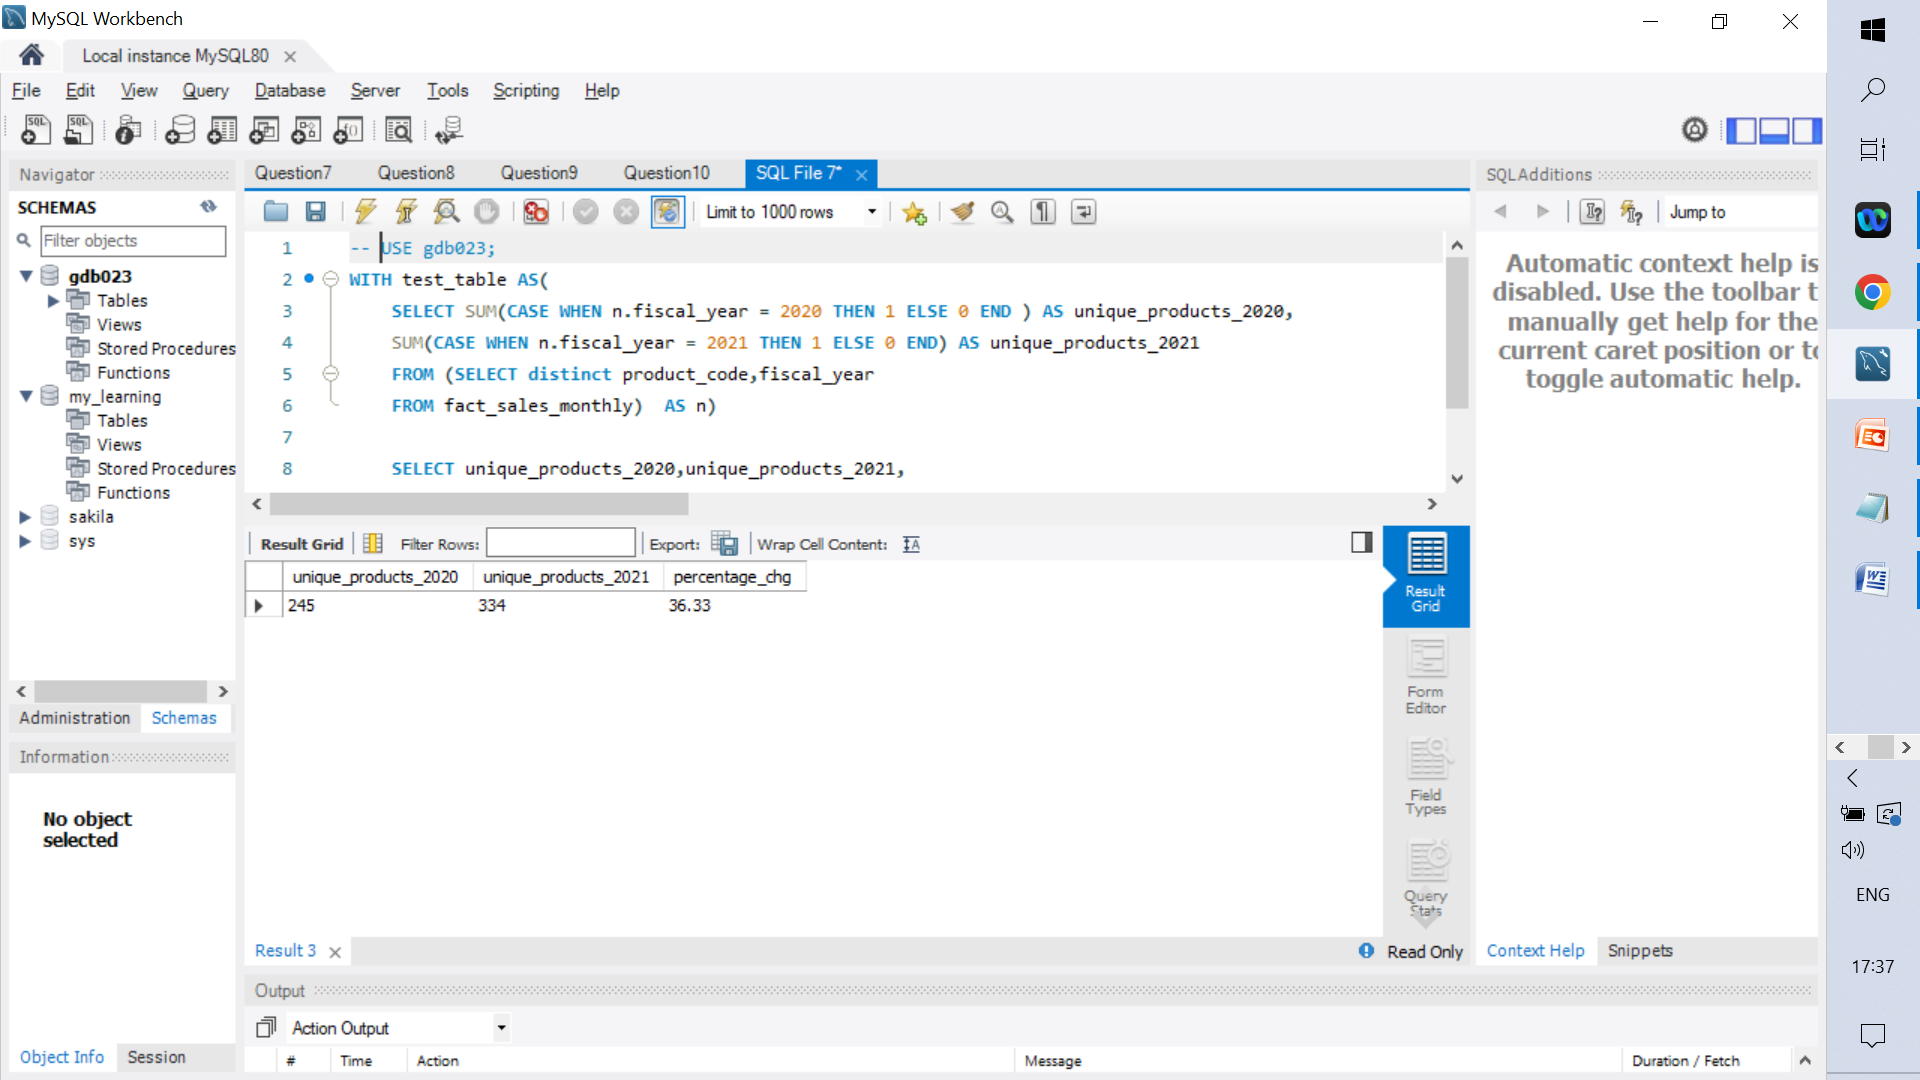 MySQL Workbench
Local instance MySQL80
File Edit View Query Database Server Tools Scripting Help
Navigator
SCHEMAS
Filter objects
gdb023
Tables
Views
Stored Procedures
Functions
my_learning
Tables
Views
Stored Procedures
Functions
sakila
sys
Administration Schemas
Information
No object
selected
Object Info Session
Question7 Question8 Question9 Question10 SQL File 7*
Limit to 1000 rows
1 -- USE gdb023;
2 WITH test_table AS(
3 SELECT SUM(CASE WHEN n.fiscal_year = 2020 THEN 1 ELSE 0 END ) AS unique_products_2020,
4 SUM(CASE WHEN n.fiscal_year = 2021 THEN 1 ELSE 0 END) AS unique_products_2021
5 FROM (SELECT distinct product_code,fiscal_year
6 FROM fact_sales_monthly) AS n)
7
8 SELECT unique_products_2020,unique_products_2021,
Result Grid Filter Rows: Export: Wrap Cell Content:
unique_products_2020 unique_products_2021 percentage_chg
245 334 36.33
Result
Grid
Form
Editor
Field
Types
Query
Stats
Result 3
Read Only
Output
Action Output
# Time Action Message Duration / Fetch
SQLAdditions
Jump to
Automatic context help is
disabled. Use the toolbar t
manually get help for the
current caret position or to
toggle automatic help.
Context Help Snippets
ENG
17:37